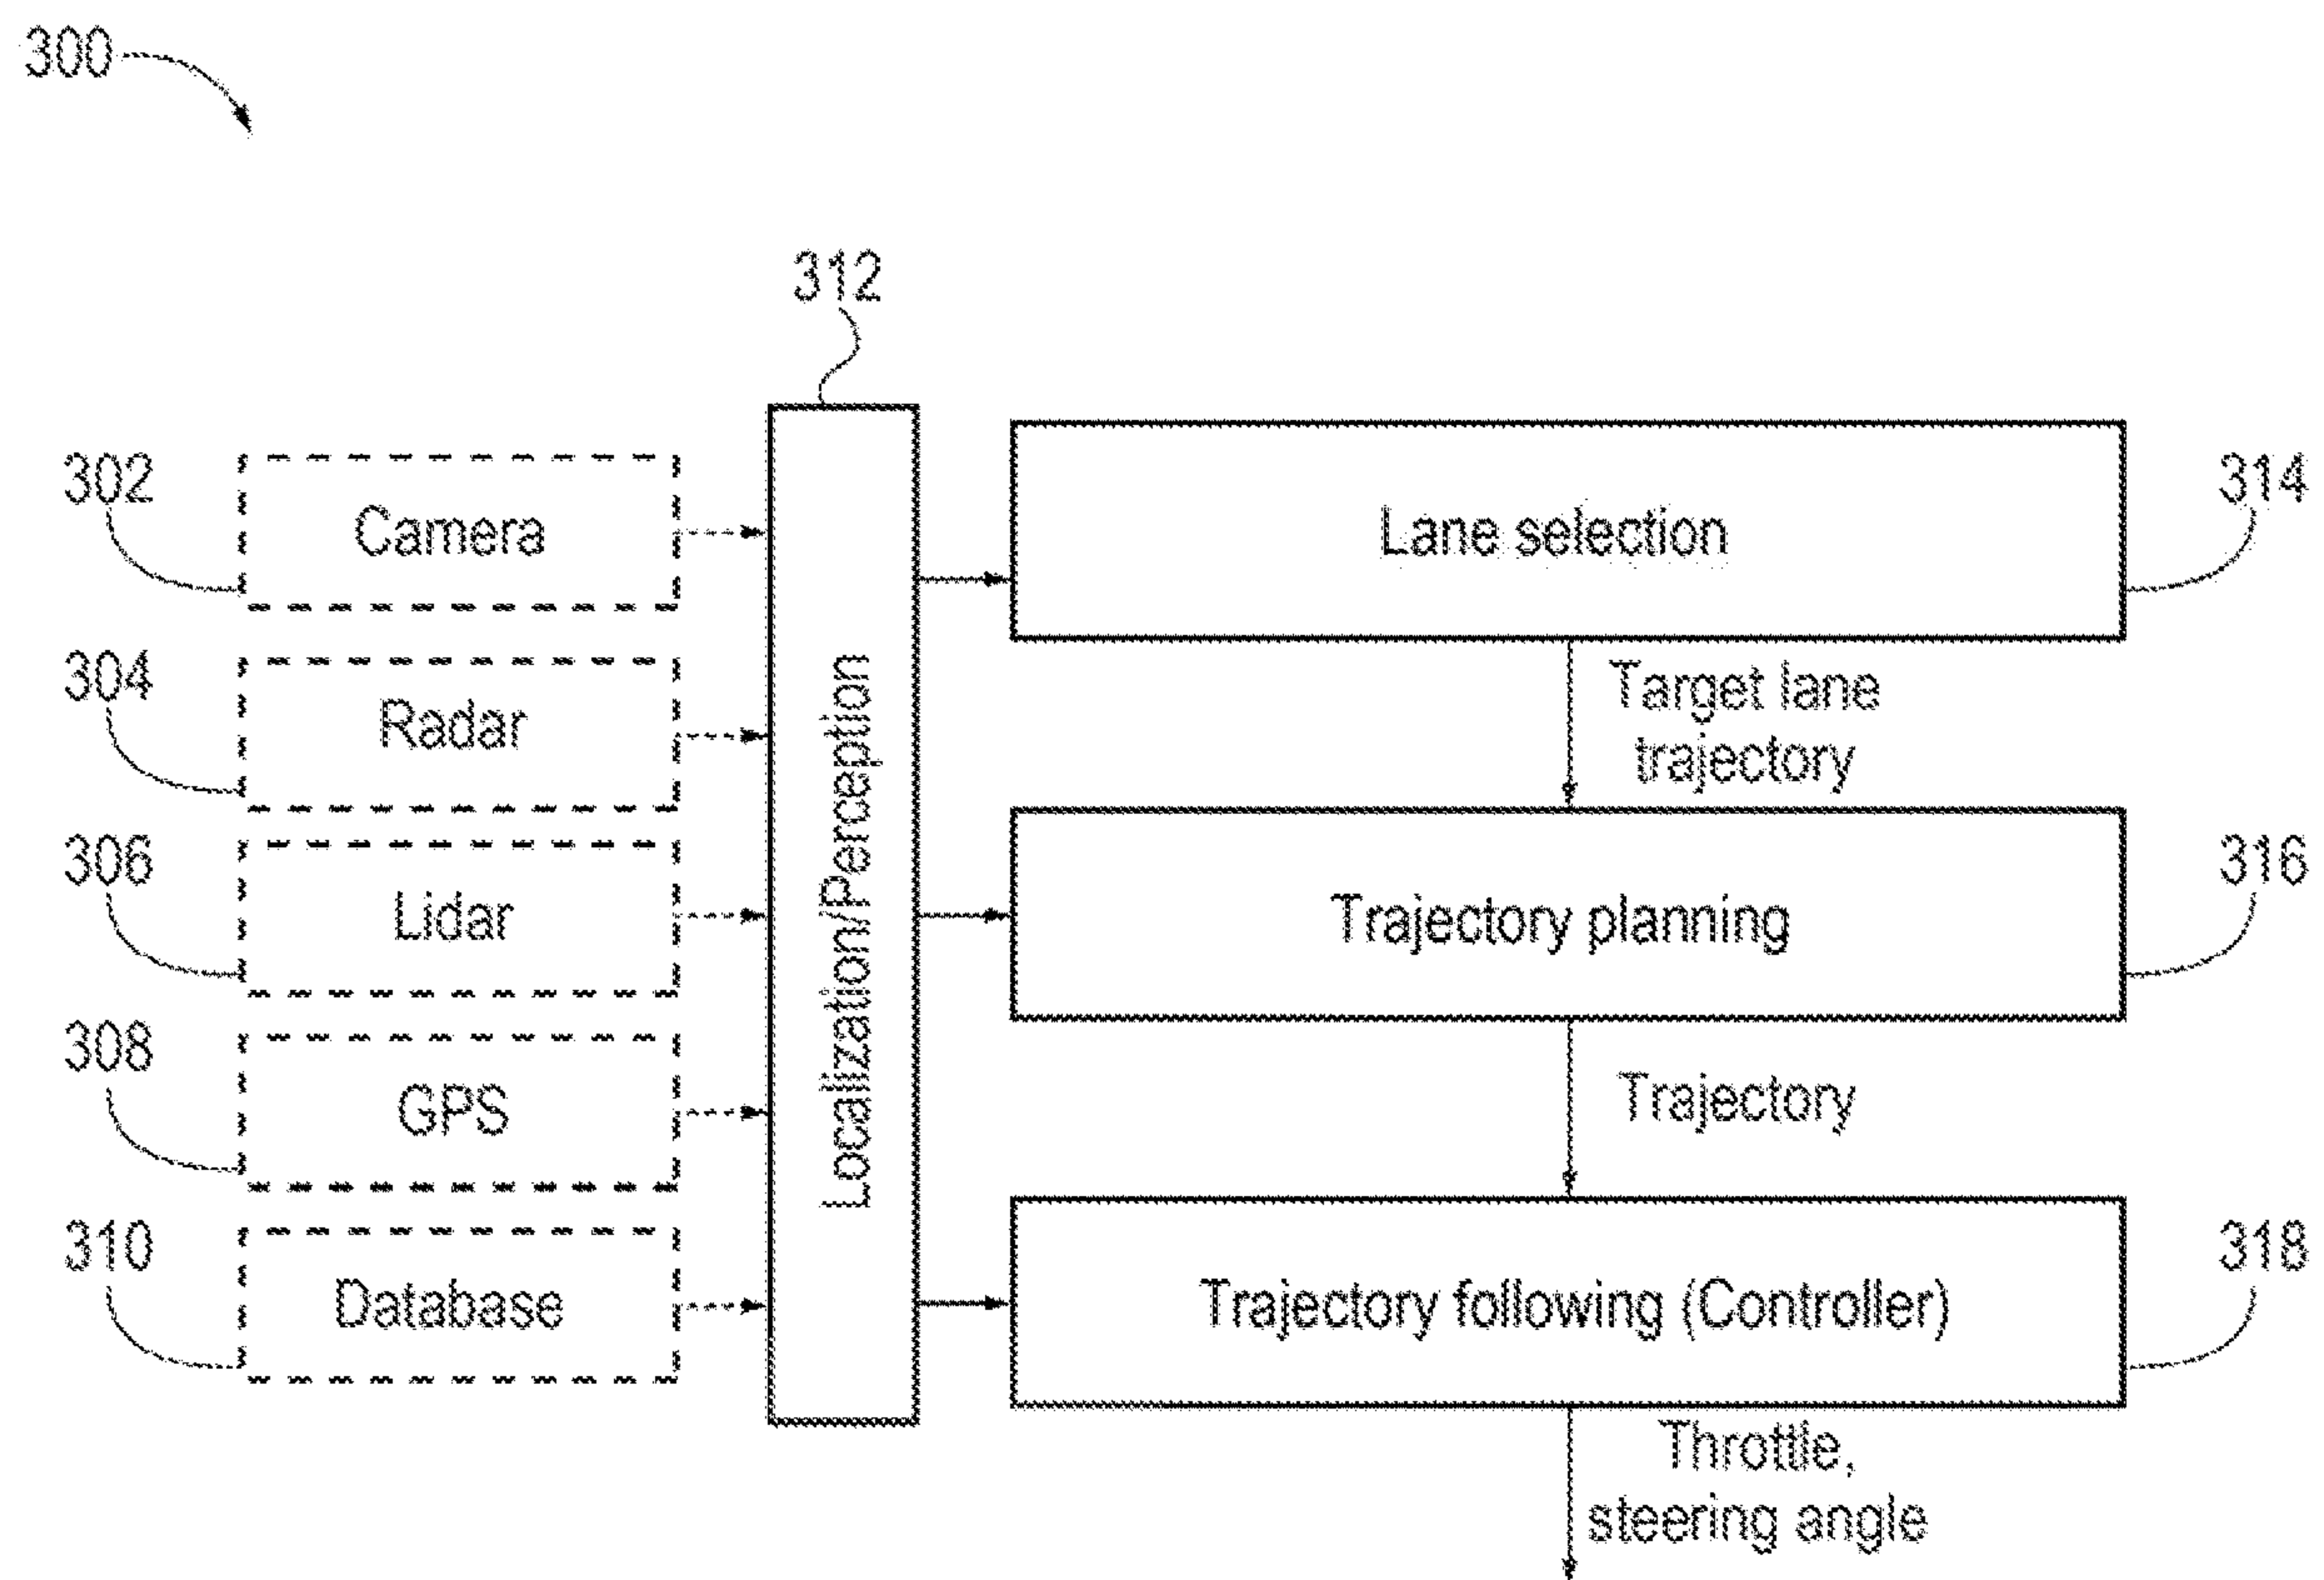 300
312
302
Camera
304
Radar
306
Lidar
308
GPS
310
Database
Localization/Perception
Lane selection
314
Target lane
trajectory
Trajectory planning
316
Trajectory
Trajectory following (Controller)
318
Throttle,
steering angle